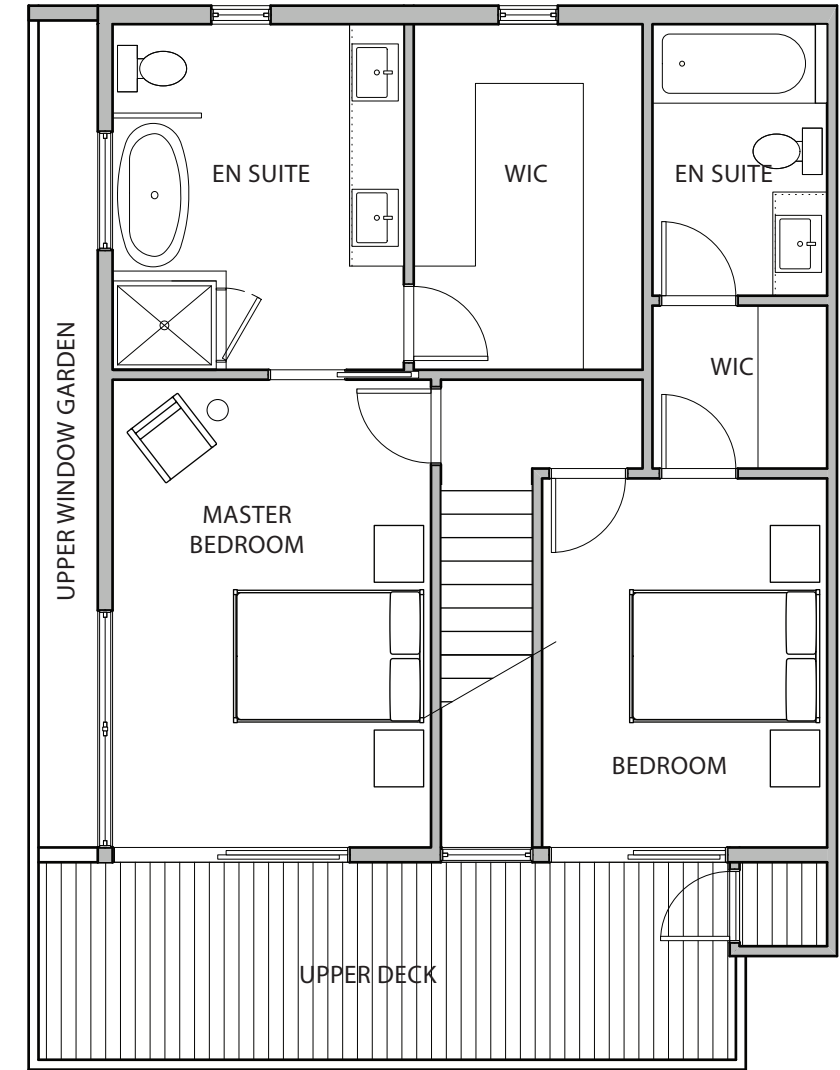 EN SUITE
WIC
EN SUITE
WIC
UPPER WINDOW GARDEN
MASTER
BEDROOM
BEDROOM
UPPER DECK